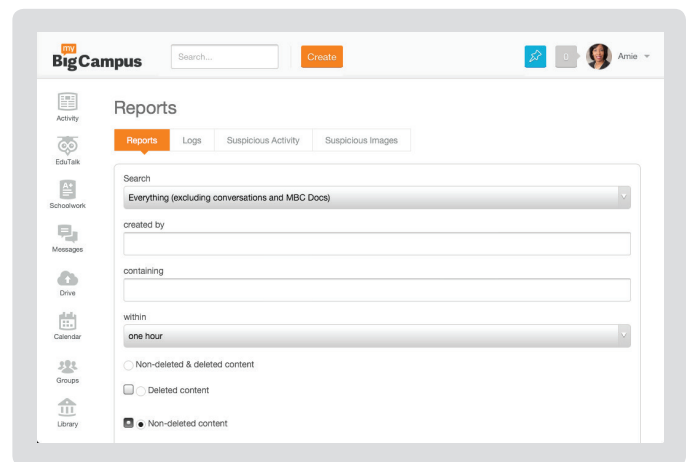 my
BigCampus
Search...
Create
0
Amie
Activity
EduTalk
A+
Schoolwork
Messages
Drive
Calendar
Groups
Library
Reports
Reports Logs Suspicious Activity Suspicious Images
Search
Everything (excluding conversations and MBC Docs)
created by
containing
within
one hour
Non-deleted & deleted content
Deleted content
Non-deleted content